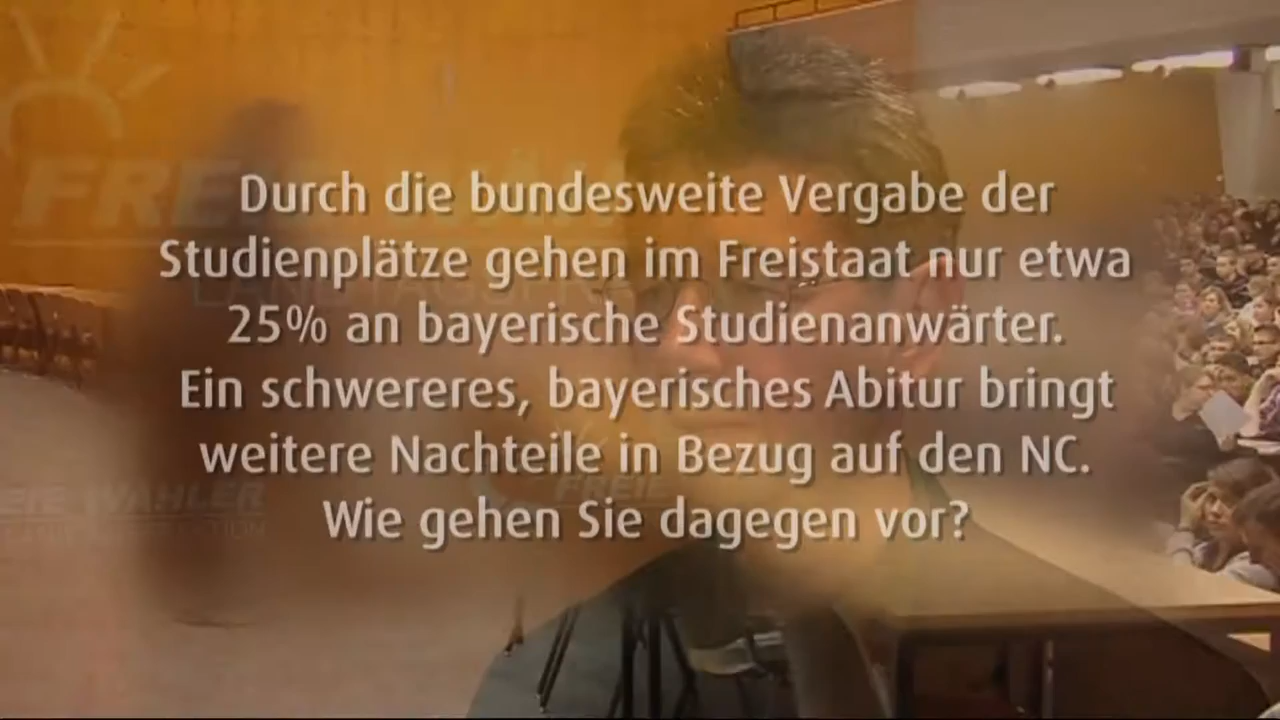 Durch die bundesweite Vergabe der
Studienplätze gehen im Freistaat nur etwa
25% an bayerische Studienanwärter.
Ein schwereres, bayerisches Abitur bringt
weitere Nachteile in Bezug auf den NC.
Wie gehen Sie dagegen vor?
FREIE